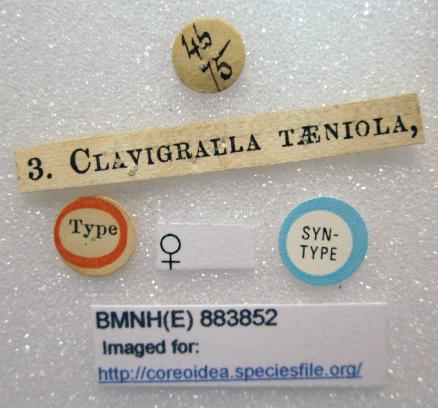 45
75
3. CLAVIGRALLA TÆNIOLA,
Type
♀
SYN-
TYPE
BMNH(E) 883852
Imaged for:
http://coreoidea.speciesfile.org/